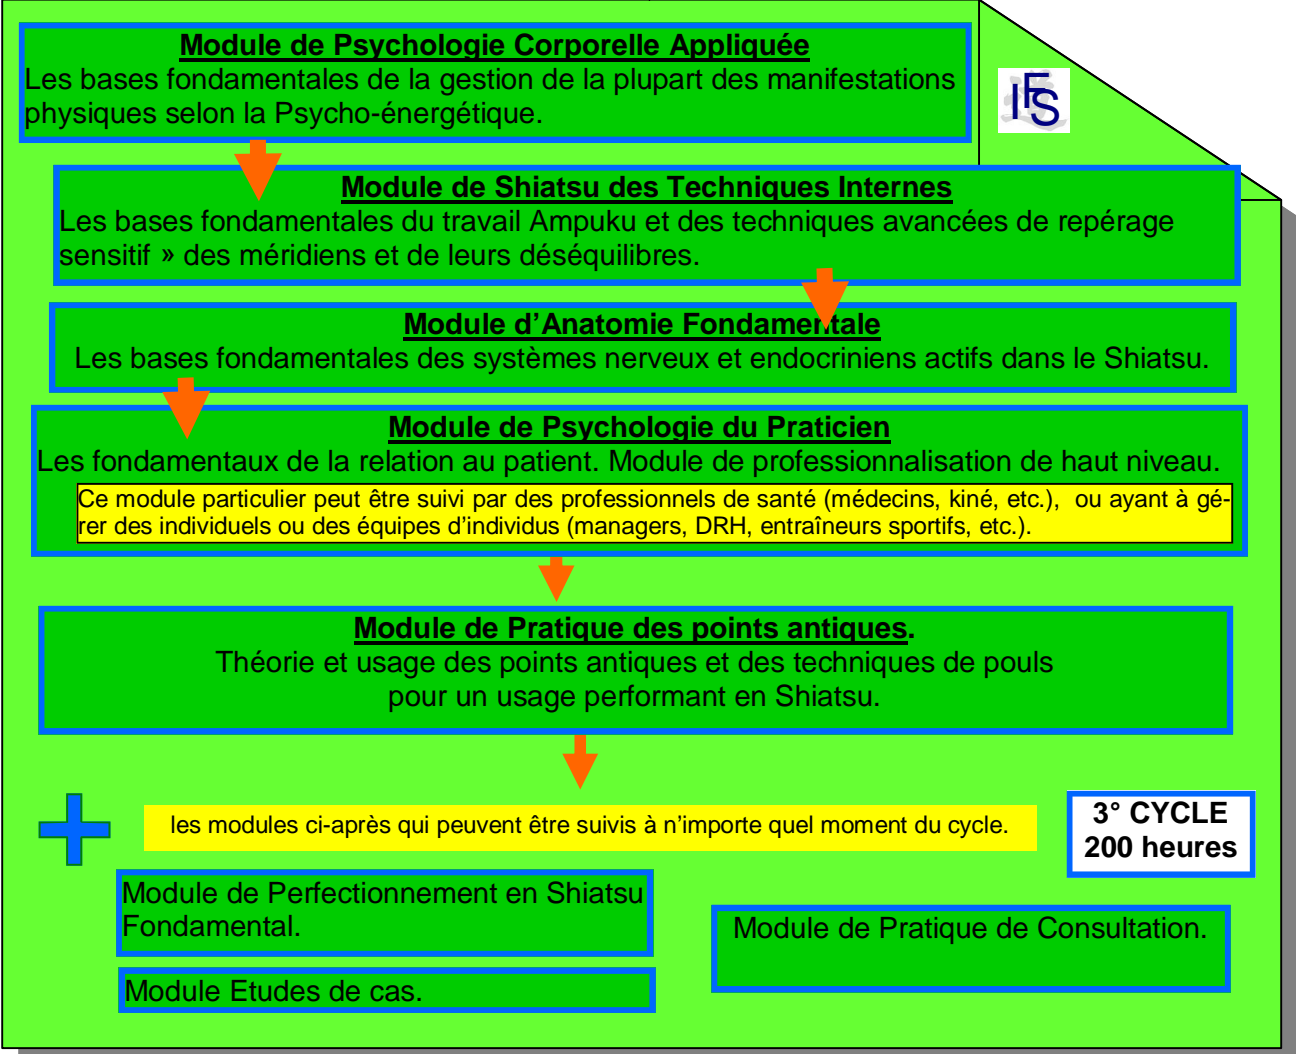 Module de Psychologie Corporelle Appliquée
Les bases fondamentales de la gestion de la plupart des manifestations
physiques selon la Psycho-énergétique.
IFS
Module de Shiatsu des Techniques Internes
Les bases fondamentales du travail Ampuku et des techniques avancées de repérage
sensitif » des méridiens et de leurs déséquilibres.
Module d’Anatomie Fondamentale
Les bases fondamentales des systèmes nerveux et endocriniens actifs dans le Shiatsu.
Module de Psychologie du Praticien
Les fondamentaux de la relation au patient. Module de professionnalisation de haut niveau.
Ce module particulier peut être suivi par des professionnels de santé (médecins, kiné, etc.), ou ayant à gé-
rer des individuels ou des équipes d’individus (managers, DRH, entraîneurs sportifs, etc.).
Module de Pratique des points antiques.
Théorie et usage des points antiques et des techniques de pouls
pour un usage performant en Shiatsu.
les modules ci-après qui peuvent être suivis à n’importe quel moment du cycle.
3° CYCLE
200 heures
Module de Perfectionnement en Shiatsu
Fondamental.
Module de Pratique de Consultation.
Module Etudes de cas.